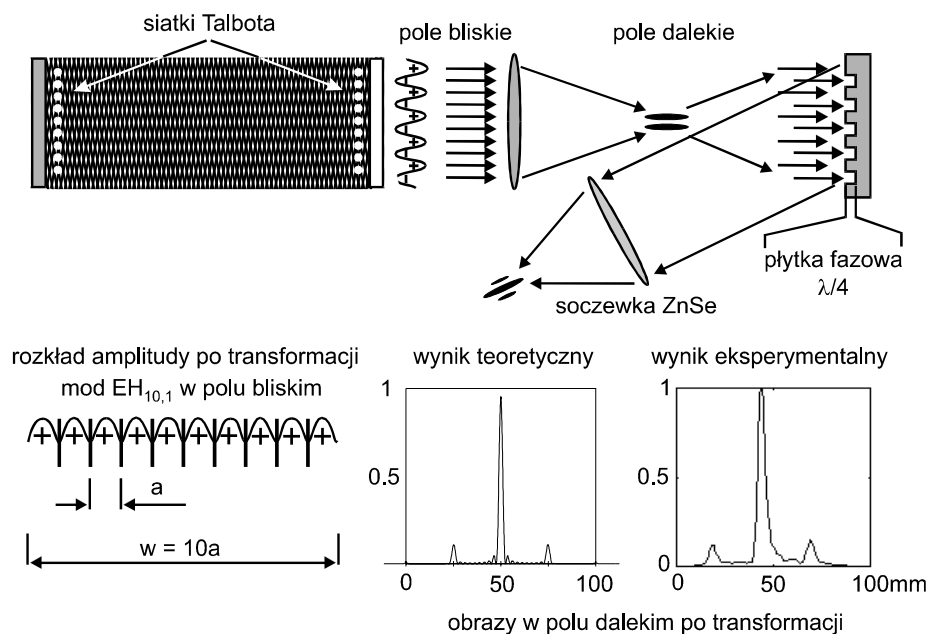 siatki Talbota
pole bliskie
pole dalekie
+
+
+
+
płytka fazowa
λ/4
soczewka ZnSe
rozkład amplitudy po transformacji
mod EH10,1 w polu bliskim
+ + + + + + + + + +
a
w = 10a
wynik teoretyczny
1
0.5
0 50 100
wynik eksperymentalny
1
0.5
0
0 50 100mm
obrazy w polu dalekim po transformacji